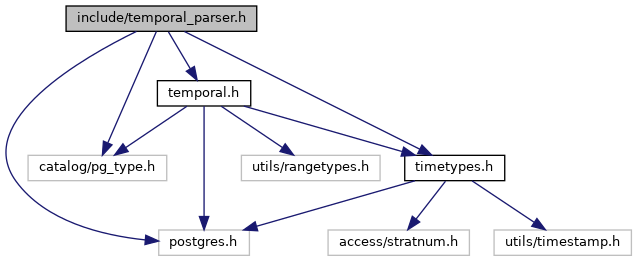 include/temporal_parser.h
temporal.h
catalog/pg_type.h
utils/rangetypes.h
timetypes.h
postgres.h
access/stratnum.h
utils/timestamp.h